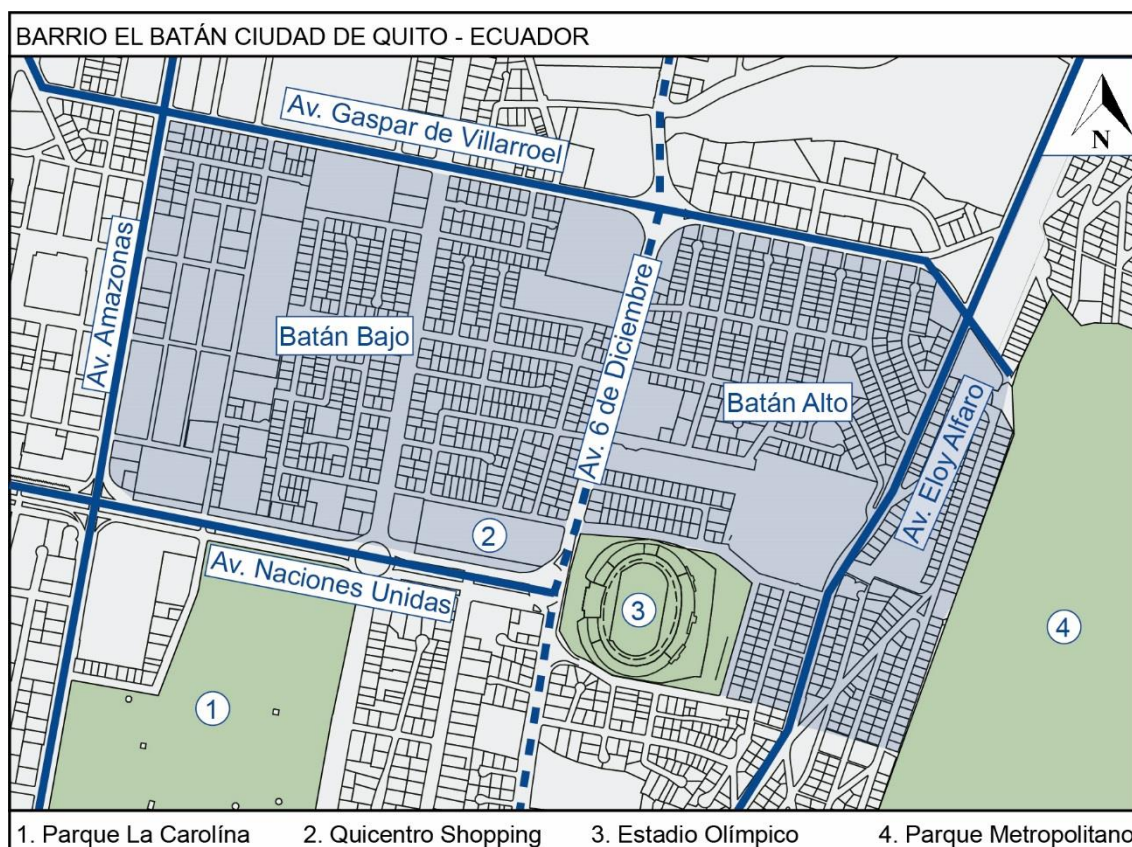 BARRIO EL BATÁN CIUDAD DE QUITO - ECUADOR
Av. Gaspar de Villarroel
N
Av. Amazonas
Av. 6 de Diciembre
Batán Bajo
Batán Alto
Av. Eloy Alfaro
2
Av. Naciones Unidas
3
4
1
1. Parque La Carolína 2. Quicentro Shopping 3. Estadio Olímpico 4. Parque Metropolitano